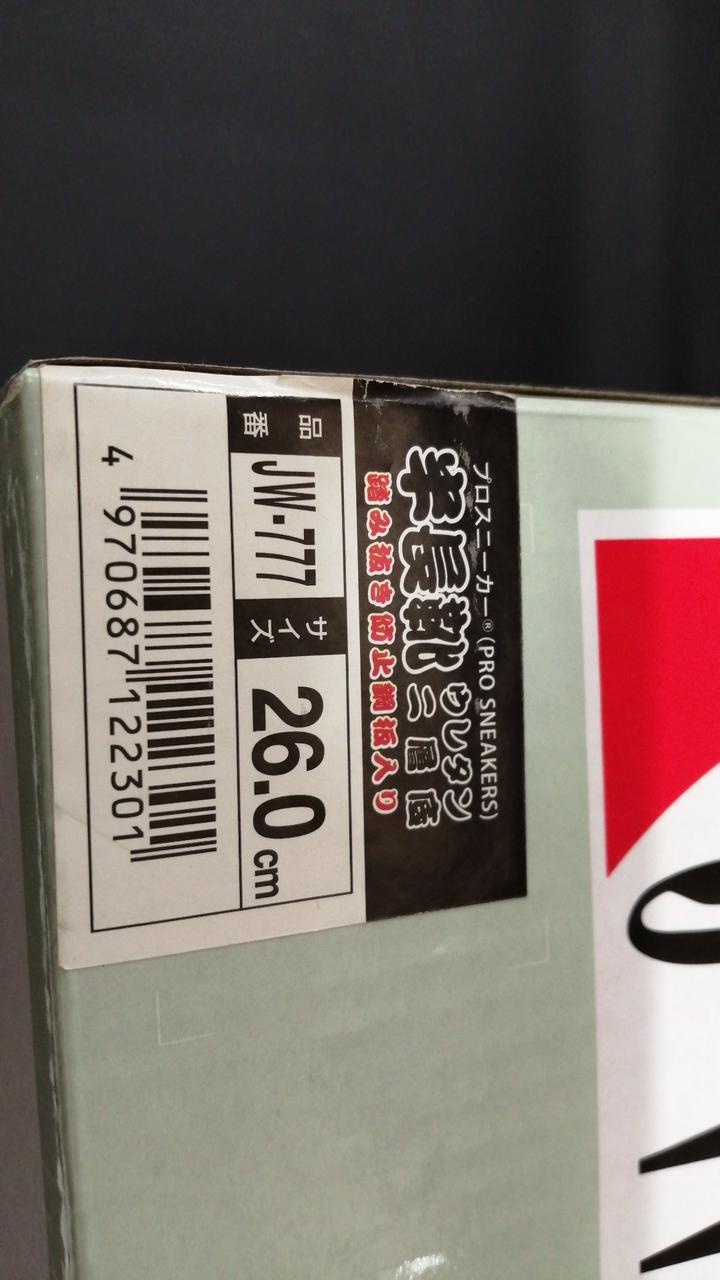 プロスニーカー® (PRO SNEAKERS)
半長靴 ウレタン二層底
踏み抜き防止鋼板入り
品番 JW-777 サイズ 26.0 cm
4 970687 122301